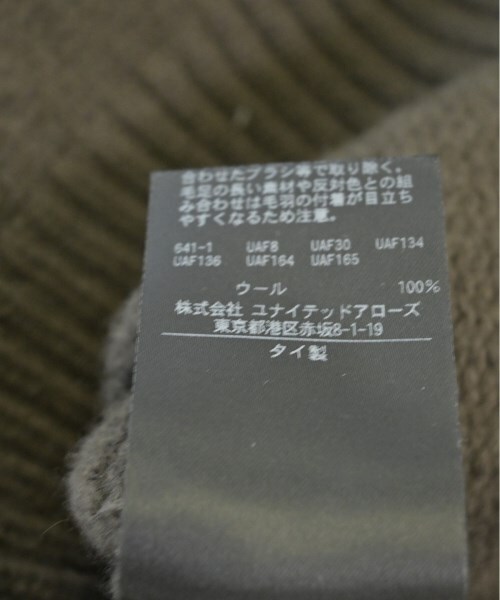 合わせたブラシ等で取り除く。
毛足の長い素材や反対色との組
み合わせは毛羽の付着が目立ち
やすくなるため注意。
641-1 UAF8 UAF30 UAF134
UAF136 UAF164 UAF165
ウール 100%
株式会社 ユナイテッドアローズ
東京都港区赤坂8-1-19
タイ製